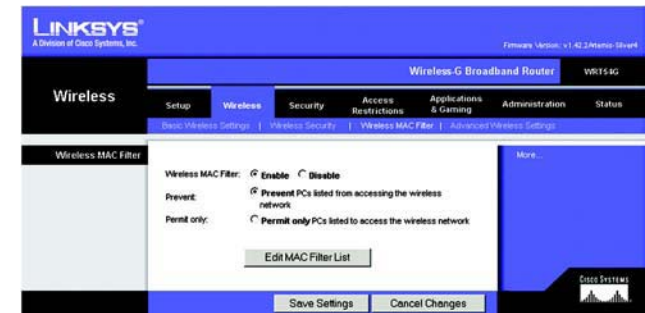 LINKSYS®
A Division of Cisco Systems, Inc.
Firmware Version: v1.42.2
Wireless-G Broadband Router WRT54G
Wireless
Setup Wireless Security Access Restrictions Applications & Gaming Administration Status
Basic Wireless Settings | Wireless Security | Wireless MAC Filter | Advanced Wireless Settings
Wireless MAC Filter
More...
Wireless MAC Filter: Enable Disable
Prevent: Prevent PCs listed from accessing the wireless
network
Permit only: Permit only PCs listed to access the wireless network
Edit MAC Filter List
CISCO SYSTEMS
Save Settings Cancel Changes